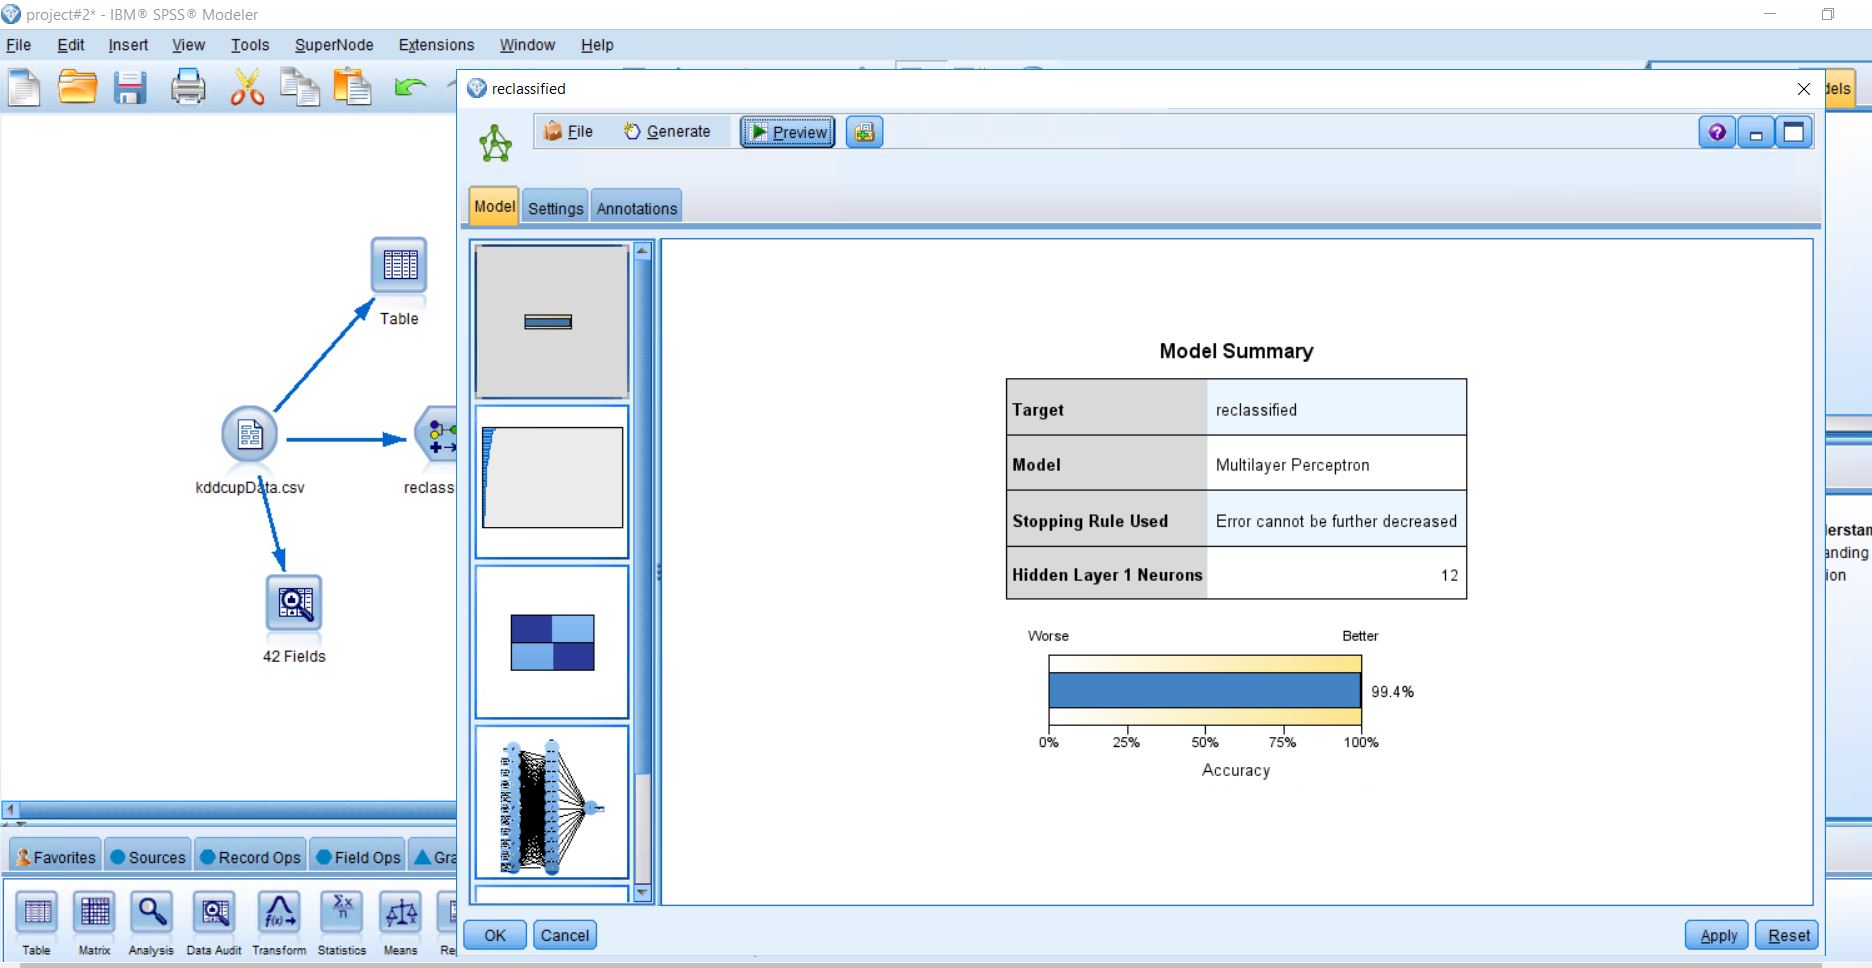 project#2* - IBM® SPSS® Modeler
File Edit Insert View Tools SuperNode Extensions Window Help
reclassified
dels
File Generate Preview
Model Settings Annotations
Table
kddcupData.csv
reclass
42 Fields
Model Summary
Target reclassified
Model Multilayer Perceptron
Stopping Rule Used Error cannot be further decreased
Hidden Layer 1 Neurons 12
Worse Better
99.4%
0% 25% 50% 75% 100%
Accuracy
erstan
anding
ion
Favorites Sources Record Ops Field Ops Gra
Table Matrix Analysis Data Audit Transform Statistics Means Re
OK Cancel Apply Reset